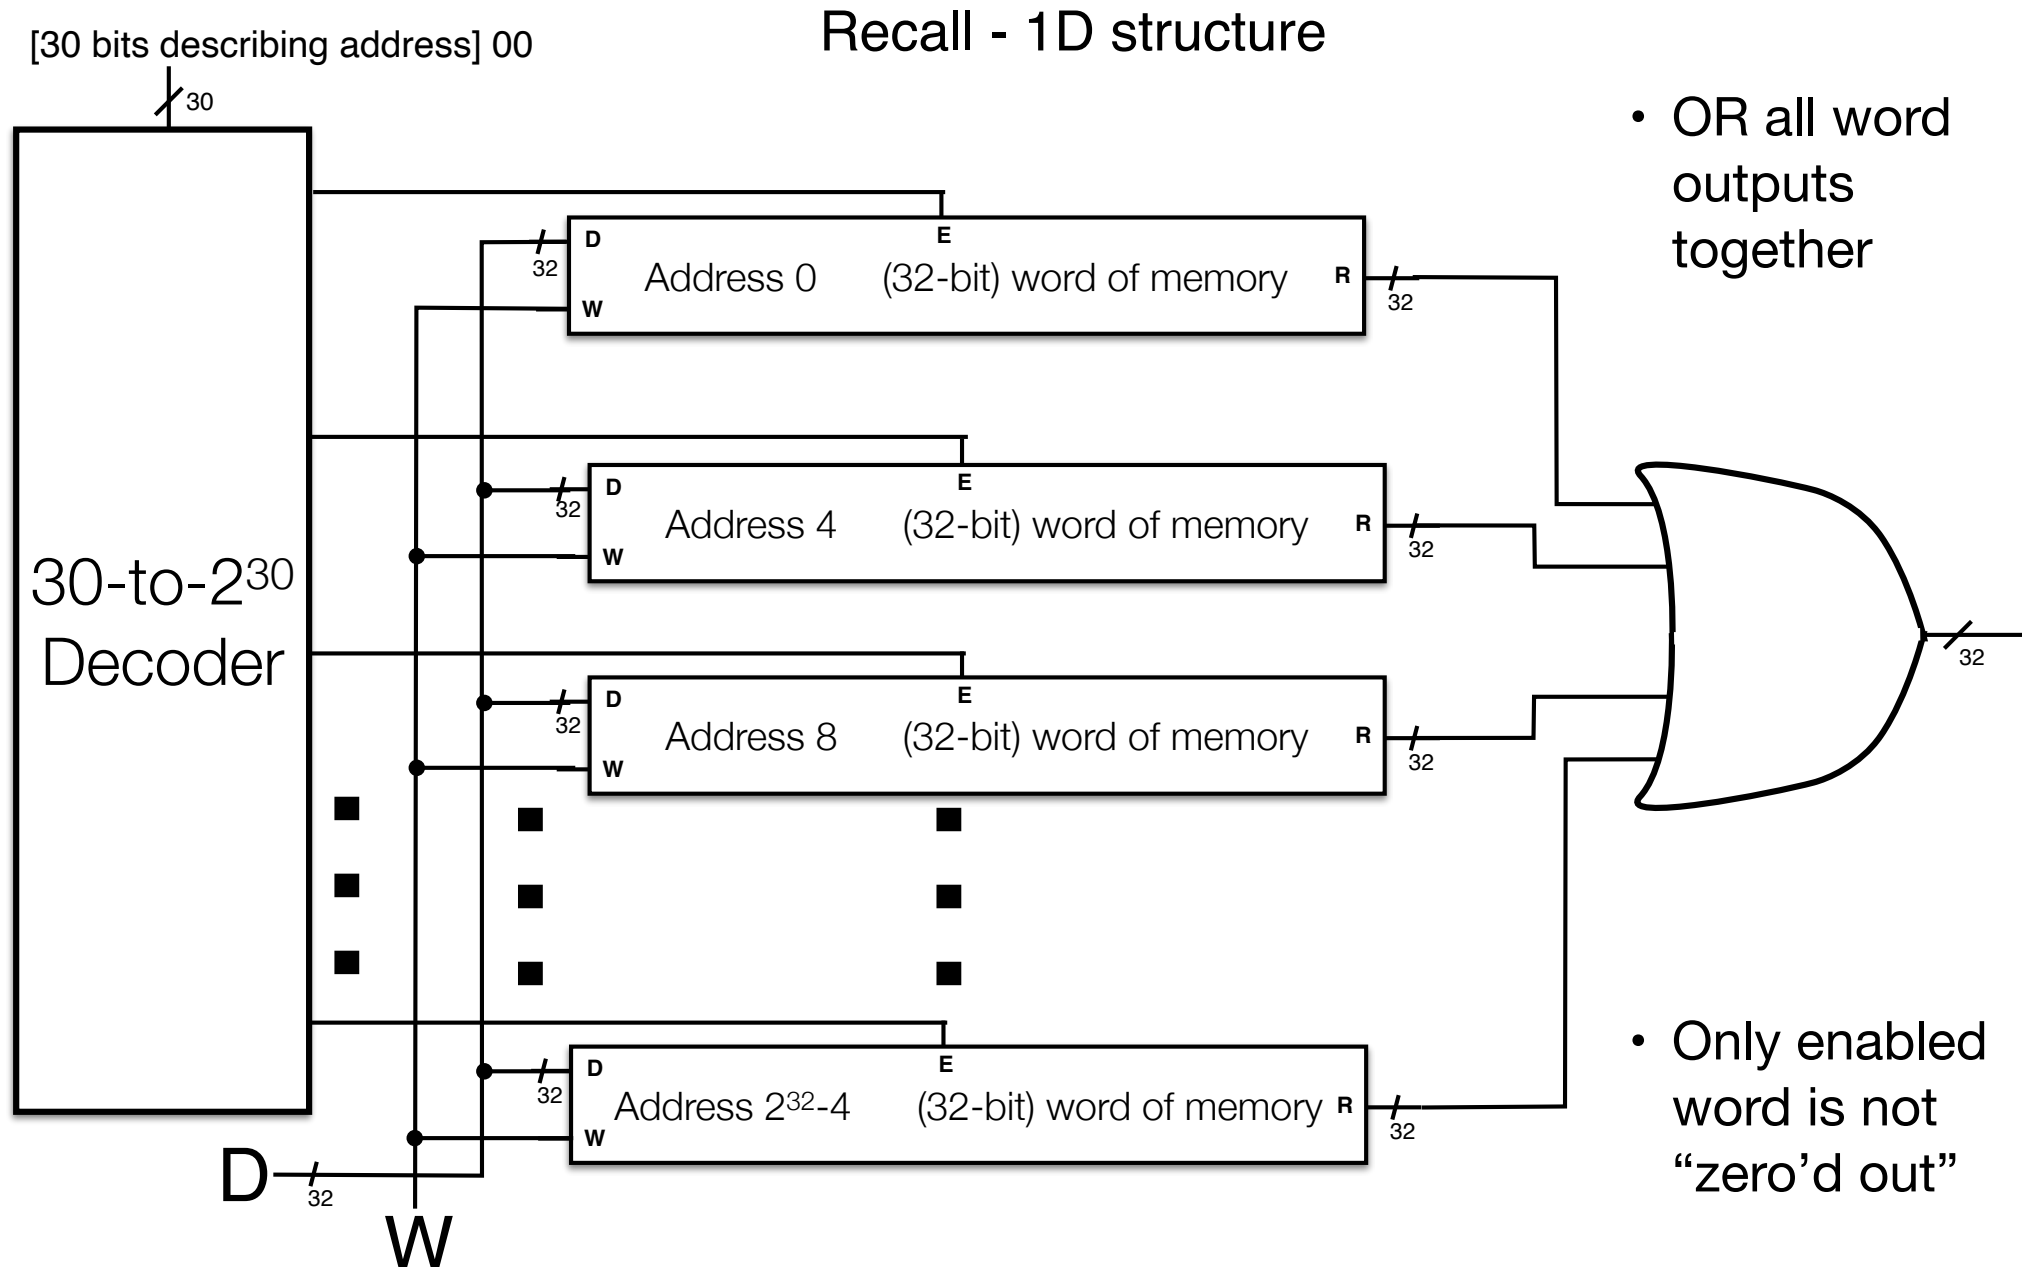 Recall - 1D structure
[30 bits describing address] 00
30
• OR all word
outputs
together
30-to-2³⁰
Decoder
D
E
32
Address 0 (32-bit) word of memory
R
32
W
D
E
32
Address 4 (32-bit) word of memory
R
32
W
32
D
E
32
Address 8 (32-bit) word of memory
R
32
W
D
E
32
Address 2³²-4 (32-bit) word of memory
R
32
W
• Only enabled
word is not
“zero’d out”
D
32
W